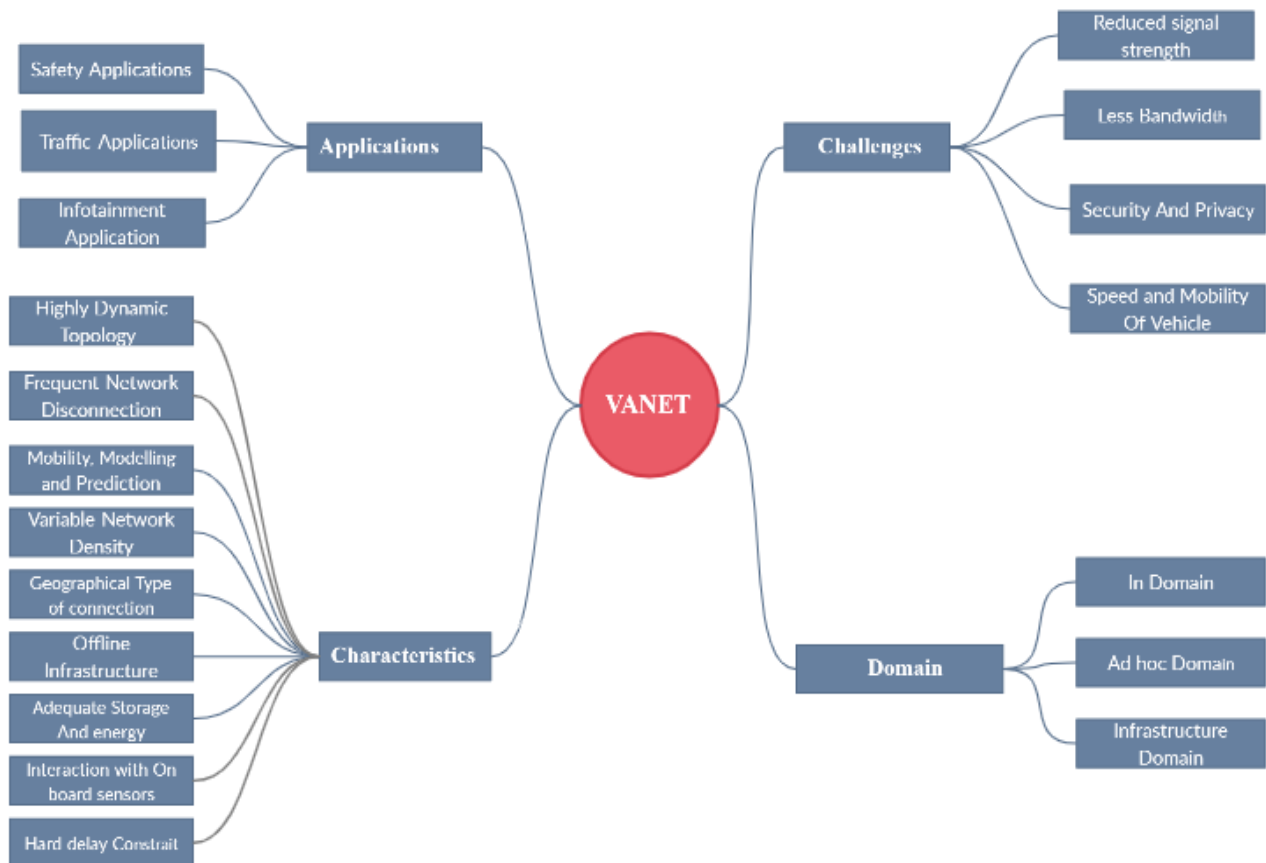 Safety Applications
Traffic Applications
Infotainment
Application
Applications
Highly Dynamic
Topology
Frequent Network
Disconnection
Mobility, Modelling
and Prediction
Variable Network
Density
Geographical Type
of connection
Offline
Infrastructure
Adequate Storage
And energy
Interaction with On
board sensors
Hard delay Constrait
Characteristics
VANET
Challenges
Reduced signal
strength
Less Bandwidth
Security And Privacy
Speed and Mobility
Of Vehicle
Domain
In Domain
Ad hoc Domain
Infrastructure
Domain